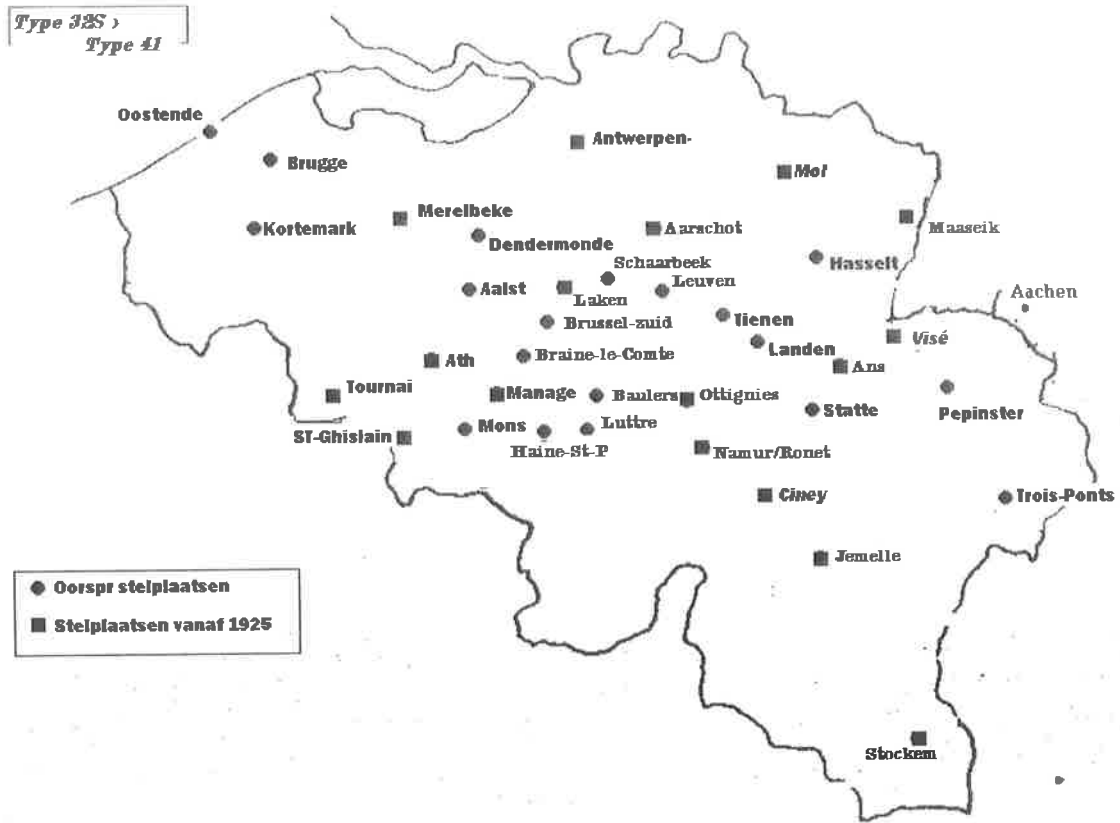 Type 32S >
Type 41
Oostende
Brugge
Antwerpen-
Mol
Kortemark
Merelbeke
Dendermonde
Aarschot
Maaseik
Schaarbeek
Hasselt
Aalst
Laken
Leuven
Aachen
Brussel-zuid
Tienen
Landen
Visé
Ath
Braine-le-Comte
Ans
Tournai
Manage
Baulers
Ottignies
Statte
Pepinster
ST-Ghislain
Mons
Haine-St-P
Luttre
Namur/Ronet
Ciney
Trois-Ponts
Jemelle
Oorspr stelplaatsen
Stelplaatsen vanaf 1925
Stockem